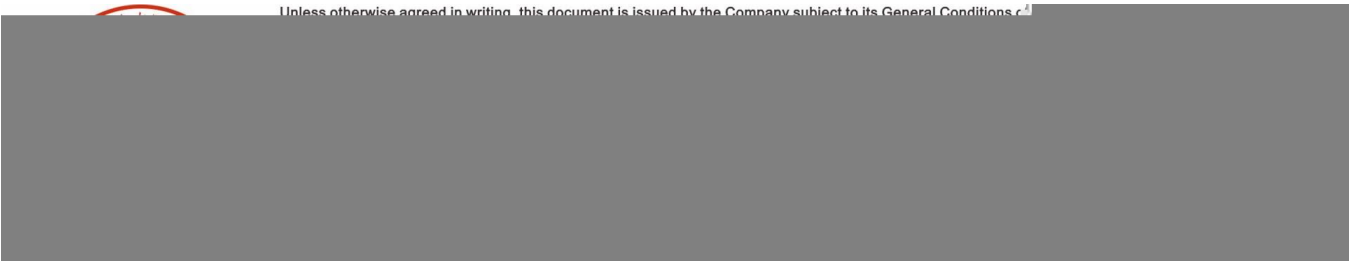 Unless otherwise agreed in writing, this document is issued by the Company subject to its General Conditions